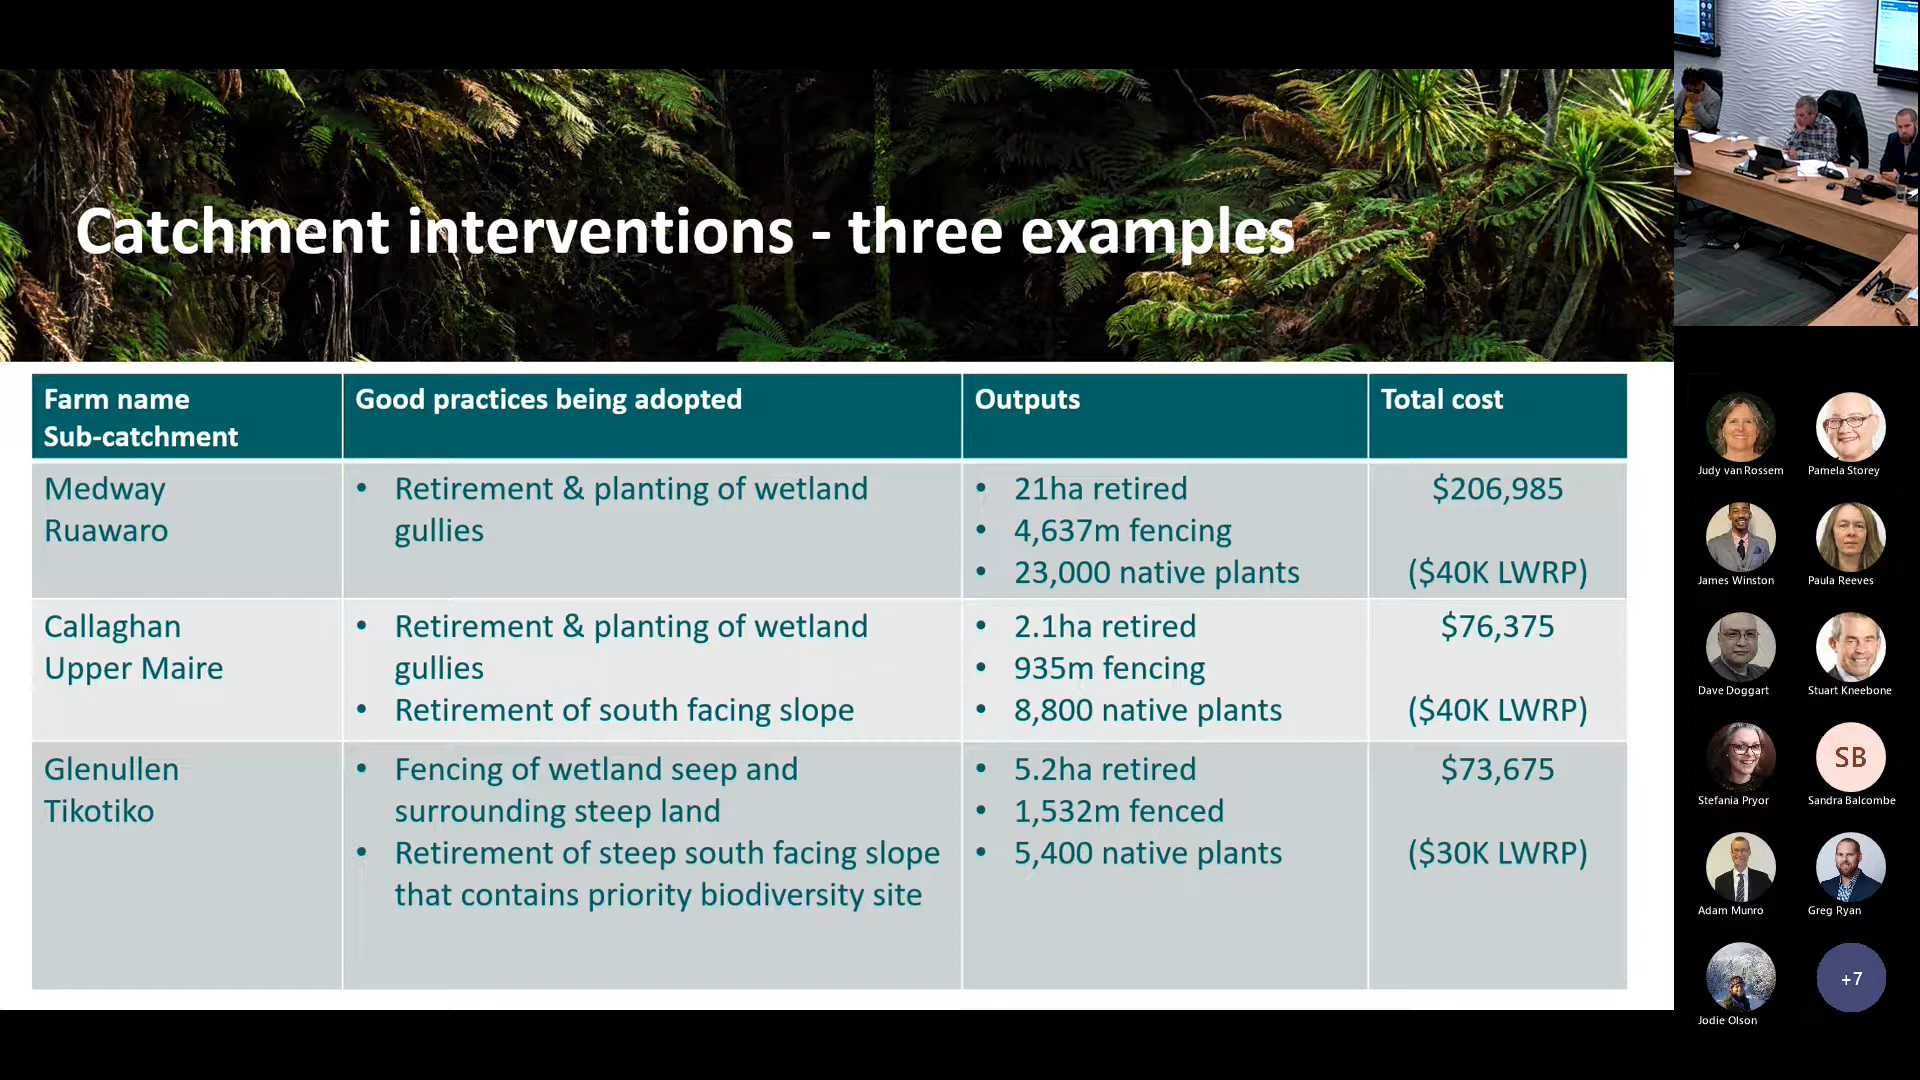 Catchment interventions - three examples
Farm name
Sub-catchment
Good practices being adopted
Outputs
Total cost
Medway
Ruawaro
• Retirement & planting of wetland
gullies
• 21ha retired
• 4,637m fencing
• 23,000 native plants
$206,985
($40K LWRP)
Callaghan
Upper Maire
• Retirement & planting of wetland
gullies
• Retirement of south facing slope
• 2.1ha retired
• 935m fencing
• 8,800 native plants
$76,375
($40K LWRP)
Glenullen
Tikotiko
• Fencing of wetland seep and
surrounding steep land
• Retirement of steep south facing slope
that contains priority biodiversity site
• 5.2ha retired
• 1,532m fenced
• 5,400 native plants
$73,675
($30K LWRP)
Judy van Rossem
Pamela Storey
James Winston
Paula Reeves
Dave Doggart
Stuart Kneebone
Stefania Pryor
SB
Sandra Balcombe
Adam Munro
Greg Ryan
Jodie Olson
+7